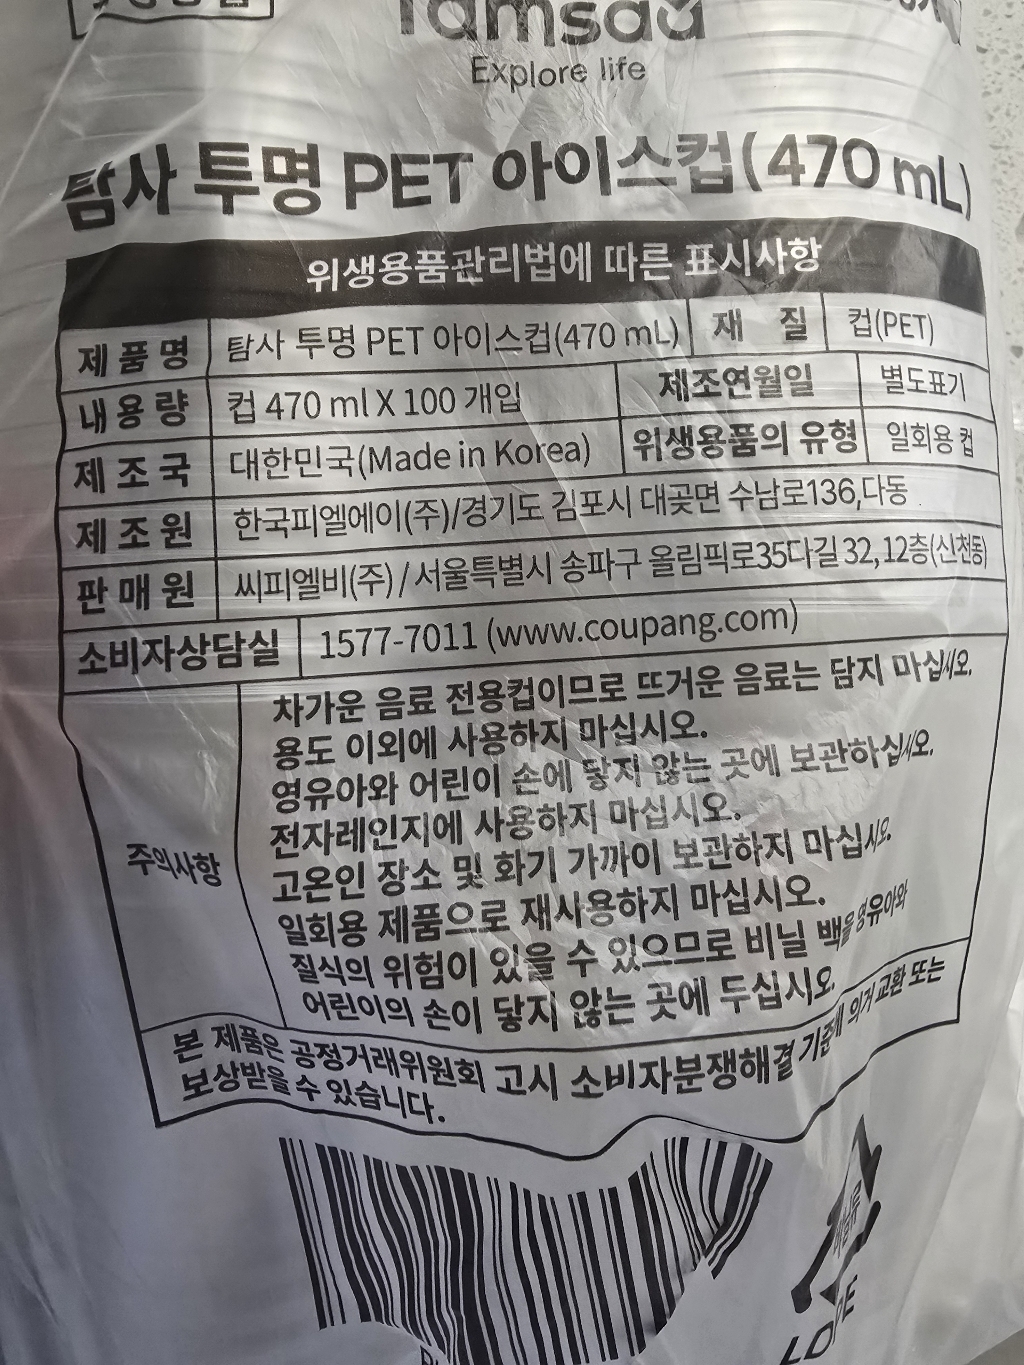 Tamsaa
Explore life
탐사 투명 PET 아이스컵(470 mL)
위생용품관리법에 따른 표시사항
제품명 탐사 투명 PET 아이스컵(470 mL) 재 질 컵(PET)
내용량 컵 470 ml X 100 개입 제조연월일 별도표기
제조국 대한민국(Made in Korea) 위생용품의 유형 일회용 컵
제조원 한국피엘에이(주)/경기도 김포시 대곶면 수남로136,다동
판매원 씨피엘비(주) / 서울특별시 송파구 올림픽로35다길 32, 12층(신천동)
소비자상담실 1577-7011 (www.coupang.com)
주의사항
차가운 음료 전용컵이므로 뜨거운 음료는 담지 마십시오.
용도 이외에 사용하지 마십시오.
영유아와 어린이 손에 닿지 않는 곳에 보관하십시오.
전자레인지에 사용하지 마십시오.
고온인 장소 및 화기 가까이 보관하지 마십시오.
일회용 제품으로 재사용하지 마십시오.
질식의 위험이 있을 수 있으므로 비닐 백을 영유아와
어린이의 손이 닿지 않는 곳에 두십시오.
본 제품은 공정거래위원회 고시 소비자분쟁해결 기준에 의거 교환 또는
보상받을 수 있습니다.
비닐류
LDPE